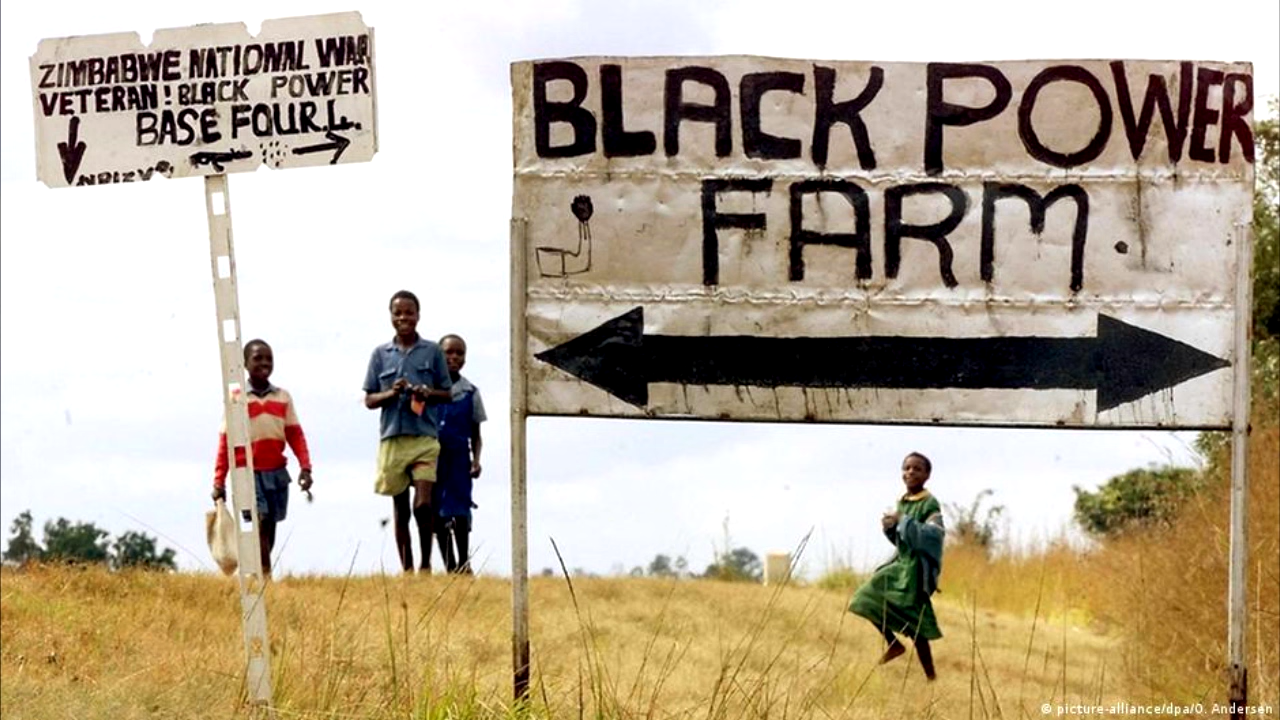 ZIMBABWE NATIONAL WAR
VETERAN! BLACK POWER
BASE FOUR L.
BLACK POWER
FARM.
© picture-alliance/dpa/O. Andersen